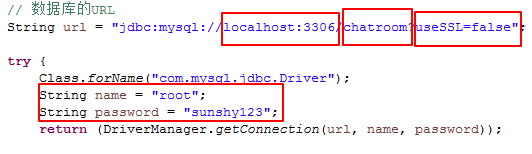 // 数据库的URL
String url = "jdbc:mysql://localhost:3306/chatroom?useSSL=false";
try {
Class.forName("com.mysql.jdbc.Driver");
String name = "root";
String password = "sunshy123";
return (DriverManager.getConnection(url, name, password));